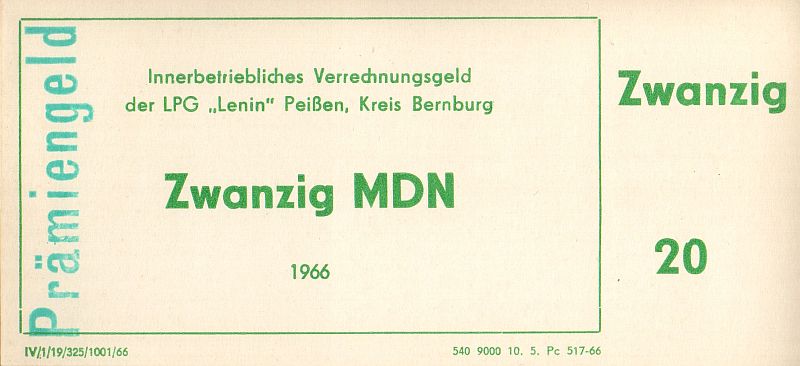 Prämiengeld
Innerbetriebliches Verrechnungsgeld
der LPG „Lenin“ Peißen, Kreis Bernburg
Zwanzig MDN
1966
Zwanzig
20
IV/1/19/325/1001/66
540 9000 10. 5. Pc 517-66